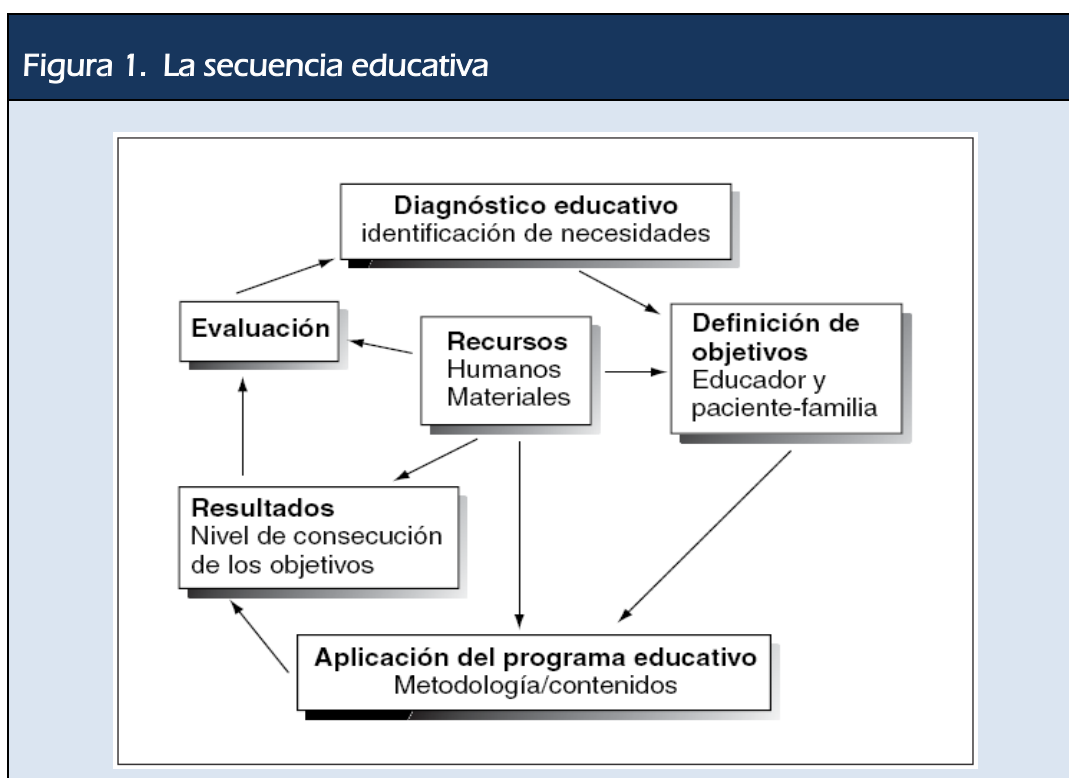 Figura 1. La secuencia educativa
Diagnóstico educativo
identificación de necesidades
Evaluación
Recursos
Humanos
Materiales
Definición de
objetivos
Educador y
paciente-familia
Resultados
Nivel de consecución
de los objetivos
Aplicación del programa educativo
Metodología/contenidos